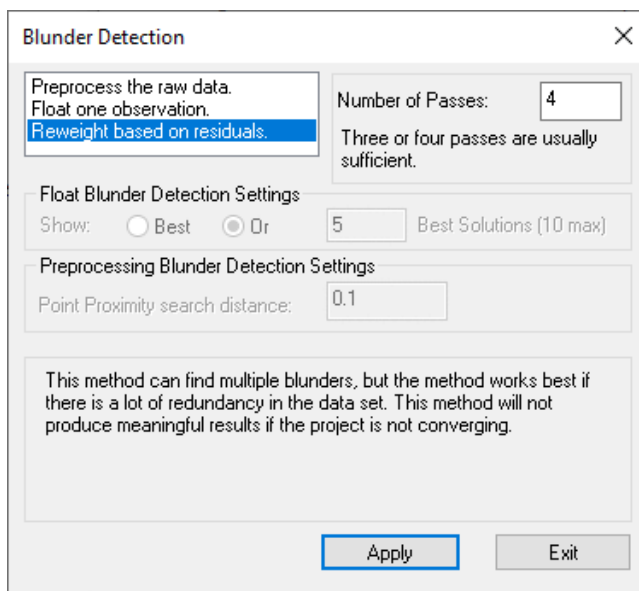 Blunder Detection
Preprocess the raw data.
Float one observation.
Reweight based on residuals.
Number of Passes: 4
Three or four passes are usually
sufficient.
Float Blunder Detection Settings
Show: Best Or 5 Best Solutions (10 max)
Preprocessing Blunder Detection Settings
Point Proximity search distance: 0.1
This method can find multiple blunders, but the method works best if
there is a lot of redundancy in the data set. This method will not
produce meaningful results if the project is not converging.
Apply Exit